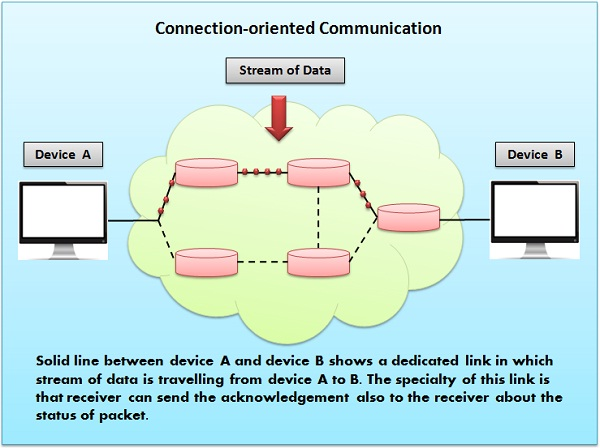 Connection-oriented Communication
Stream of Data
Device A
Device B
Solid line between device A and device B shows a dedicated link in which
stream of data is travelling from device A to B. The specialty of this link is
that receiver can send the acknowledgement also to the receiver about the
status of packet.